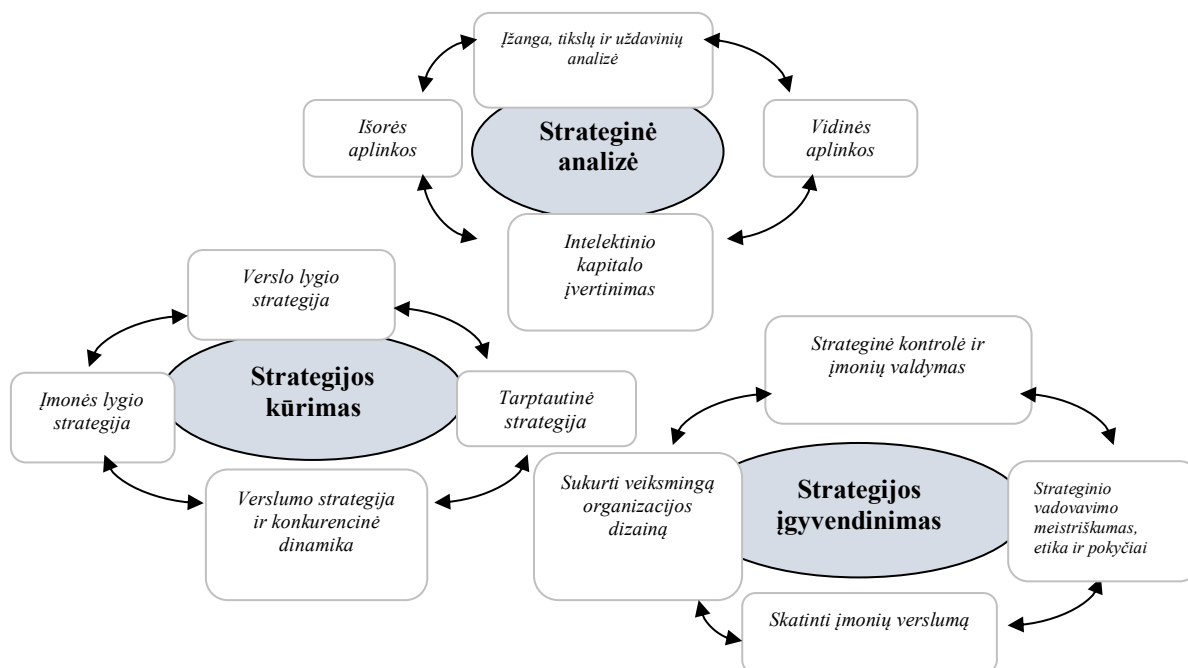 Įžanga, tikslų ir uždavinių
analizė
Išorės
aplinkos
Strateginė
analizė
Vidinės
aplinkos
Intelektinio
kapitalo
įvertinimas
Verslo lygio
strategija
Įmonės lygio
strategija
Strategijos
kūrimas
Tarptautinė
strategija
Verslumo strategija
ir konkurencinė
dinamika
Strateginė kontrolė ir
įmonių valdymas
Sukurti veiksmingą
organizacijos
dizainą
Strategijos
įgyvendinimas
Strateginio
vadovavimo
meistriškumas,
etika ir pokyčiai
Skatinti įmonių verslumą